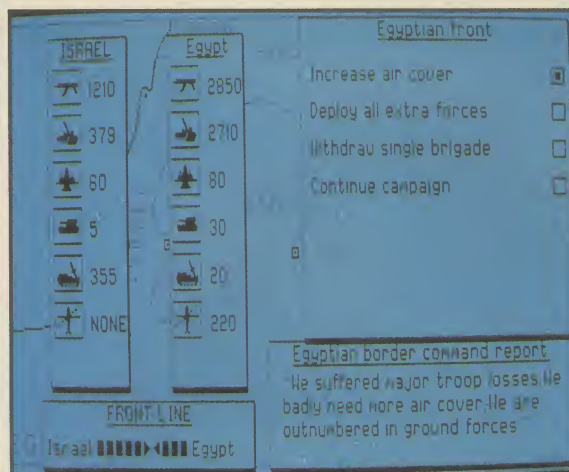 ISRAEL
1210
379
60
5
355
NONE
Egypt
2850
2710
80
30
20
220
Egyptian front
Increase air cover
Deploy all extra forces
Withdraw single brigade
Continue campaign
Egyptian border command report
"We suffered major troop losses.We
badly need more air cover.We are
outnumbered in ground forces"
FRONT LINE
Israel Egypt